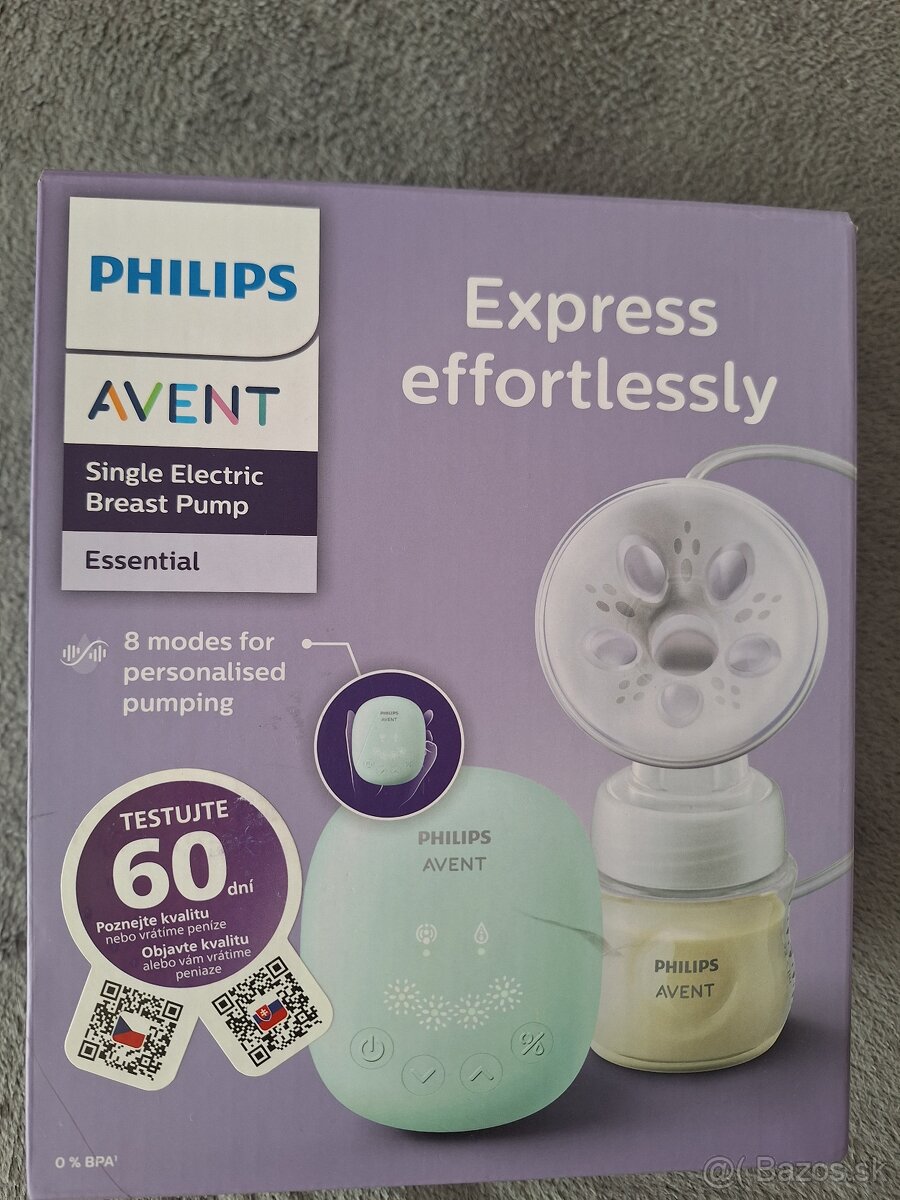 PHILIPS
AVENT
Single Electric
Breast Pump
Essential
Express
effortlessly
8 modes for
personalised
pumping
PHILIPS
AVENT
PHILIPS
AVENT
TESTUJTE
60 dní
Poznejte kvalitu
nebo vrátíme peníze
Objavte kvalitu
alebo vám vrátime
peniaze
PHILIPS
AVENT
0 % BPA¹
@( Bazos.sk